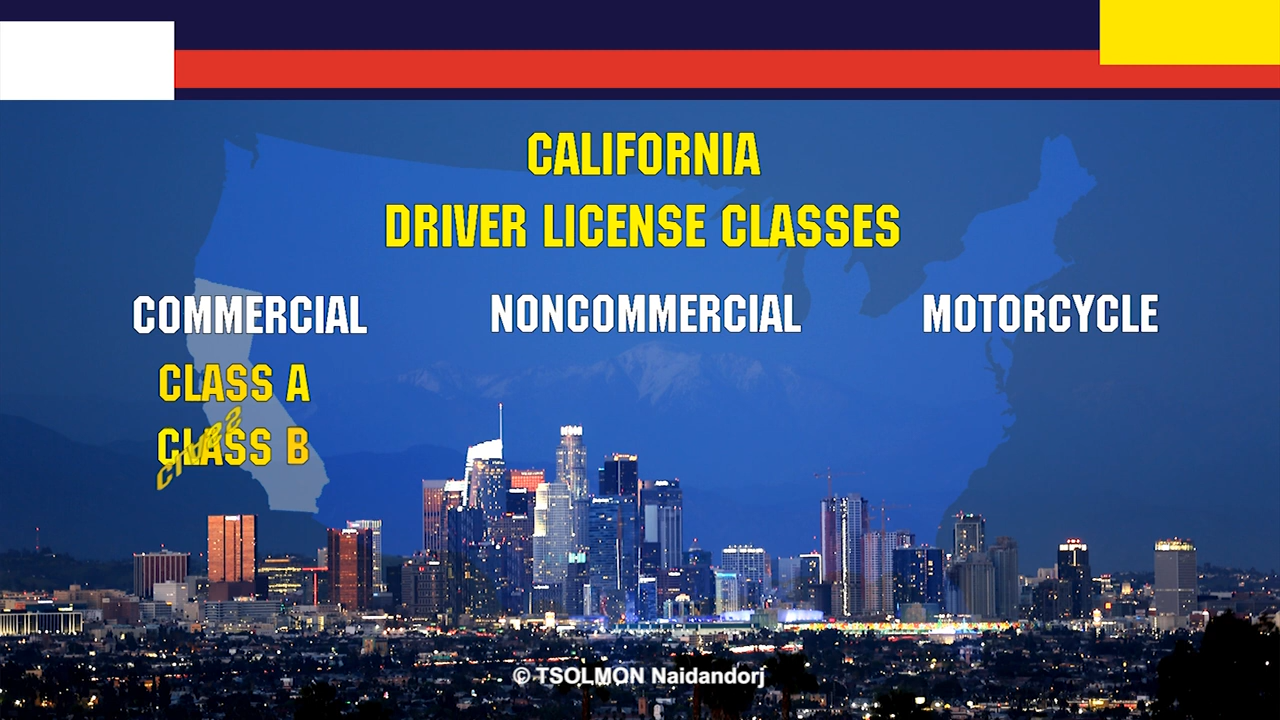 CALIFORNIA
DRIVER LICENSE CLASSES
COMMERCIAL
NONCOMMERCIAL
MOTORCYCLE
CLASS A
CLASS B
© TSOLMON Naidandorj